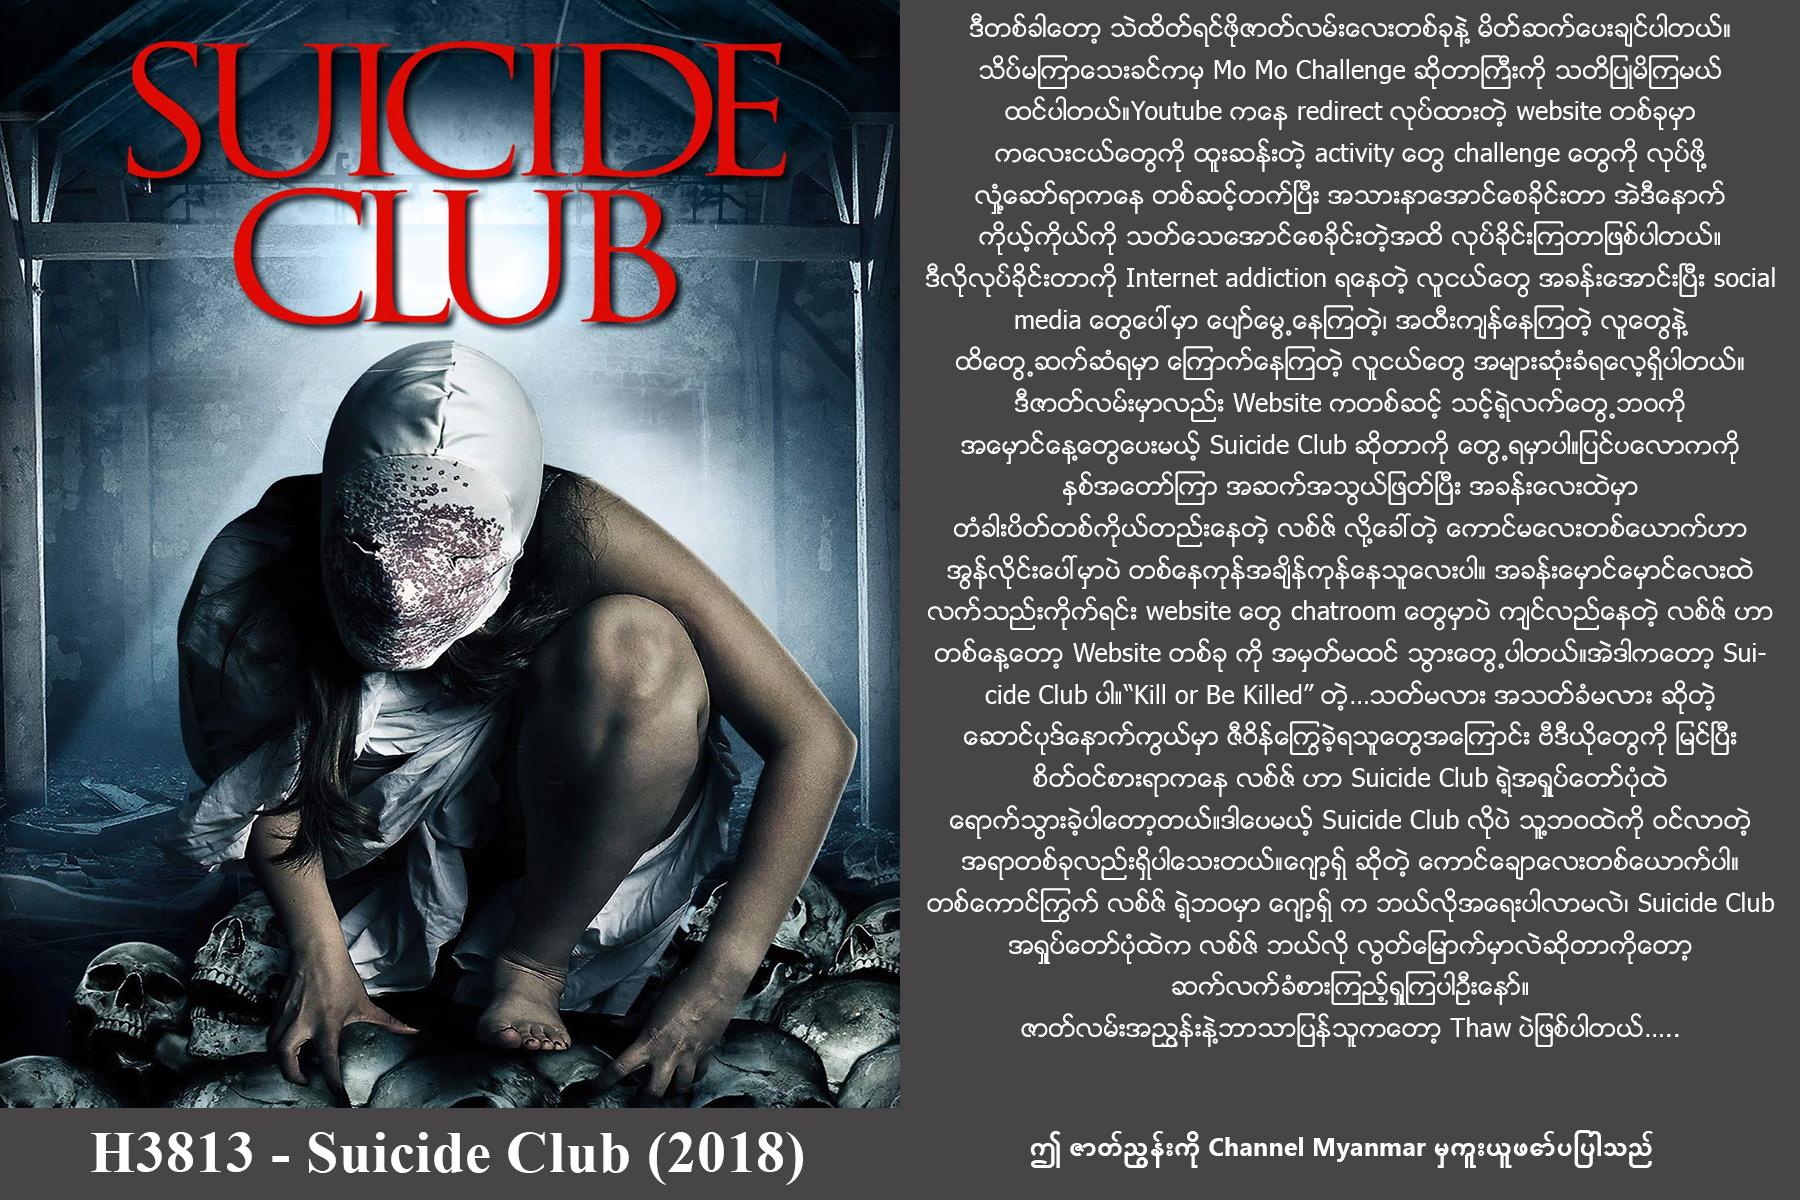 SUICIDE
CLUB
ဒီတစ်ခါတော့ သဲထိတ်ရင်ဖိုဇာတ်လမ်းလေးတစ်ခုနဲ့ မိတ်ဆက်ပေးချင်ပါတယ်။
သိပ်မကြာသေးခင်ကမှ Mo Mo Challenge ဆိုတာကြီးကို သတိပြုမိကြမယ်
ထင်ပါတယ်။Youtube ကနေ redirect လုပ်ထားတဲ့ website တစ်ခုမှာ
ကလေးငယ်တွေကို ထူးဆန်းတဲ့ activity တွေ challenge တွေကို လုပ်ဖို့
လှုံ့ဆော်ရာကနေ တစ်ဆင့်တက်ပြီး အသားနာအောင်စေခိုင်းတာ အဲဒီနောက်
ကိုယ့်ကိုယ်ကို သတ်သေအောင်စေခိုင်းတဲ့အထိ လုပ်ခိုင်းကြတာဖြစ်ပါတယ်။
ဒီလိုလုပ်ခိုင်းတာကို Internet addiction ရနေတဲ့ လူငယ်တွေ အခန်းအောင်းပြီး social
media တွေပေါ်မှာ ပျော်မွေ့နေကြတဲ့၊ အထီးကျန်နေကြတဲ့ လူတွေနဲ့
ထိတွေ့ဆက်ဆံရမှာ ကြောက်နေကြတဲ့ လူငယ်တွေ အများဆုံးခံရလေ့ရှိပါတယ်။
ဒီဇာတ်လမ်းမှာလည်း Website ကတစ်ဆင့် သင့်ရဲ့လက်တွေ့ဘဝကို
အမှောင်နေ့တွေပေးမယ့် Suicide Club ဆိုတာကို တွေ့ရမှာပါ။ပြင်ပလောကကို
နှစ်အတော်ကြာ အဆက်အသွယ်ဖြတ်ပြီး အခန်းလေးထဲမှာ
တံခါးပိတ်တစ်ကိုယ်တည်းနေတဲ့ လစ်ဇ် လို့ခေါ်တဲ့ ကောင်မလေးတစ်ယောက်ဟာ
အွန်လိုင်းပေါ်မှာပဲ တစ်နေကုန်အချိန်ကုန်နေသူလေးပါ။ အခန်းမှောင်မှောင်လေးထဲ
လက်သည်းကိုက်ရင်း website တွေ chatroom တွေမှာပဲ ကျင်လည်နေတဲ့ လစ်ဇ် ဟာ
တစ်နေ့တော့ Website တစ်ခု ကို အမှတ်မထင် သွားတွေ့ပါတယ်။အဲဒါကတော့ Sui-
cide Club ပါ။“Kill or Be Killed” တဲ့...သတ်မလား အသတ်ခံမလား ဆိုတဲ့
ဆောင်ပုဒ်နောက်ကွယ်မှာ ဇီဝိန်ကြွေခဲ့ရသူတွေအကြောင်း ဗီဒီယိုတွေကို မြင်ပြီး
စိတ်ဝင်စားရာကနေ လစ်ဇ် ဟာ Suicide Club ရဲ့အရှုပ်တော်ပုံထဲ
ရောက်သွားခဲ့ပါတော့တယ်။ဒါပေမယ့် Suicide Club လိုပဲ သူ့ဘဝထဲကို ဝင်လာတဲ့
အရာတစ်ခုလည်းရှိပါသေးတယ်။ဂျော့ရှ် ဆိုတဲ့ ကောင်ချောလေးတစ်ယောက်ပါ။
တစ်ကောင်ကြွက် လစ်ဇ် ရဲ့ဘဝမှာ ဂျော့ရှ် က ဘယ်လိုအရေးပါလာမလဲ၊ Suicide Club
အရှုပ်တော်ပုံထဲက လစ်ဇ် ဘယ်လို လွတ်မြောက်မှာလဲဆိုတာကိုတော့
ဆက်လက်ခံစားကြည့်ရှုကြပါဦးနော်။
ဇာတ်လမ်းအညွှန်းနဲ့ဘာသာပြန်သူကတော့ Thaw ပဲဖြစ်ပါတယ်.....
H3813 - Suicide Club (2018)
ဤ ဇာတ်ညွှန်းကို Channel Myanmar မှကူးယူဖော်ပပြါသည်